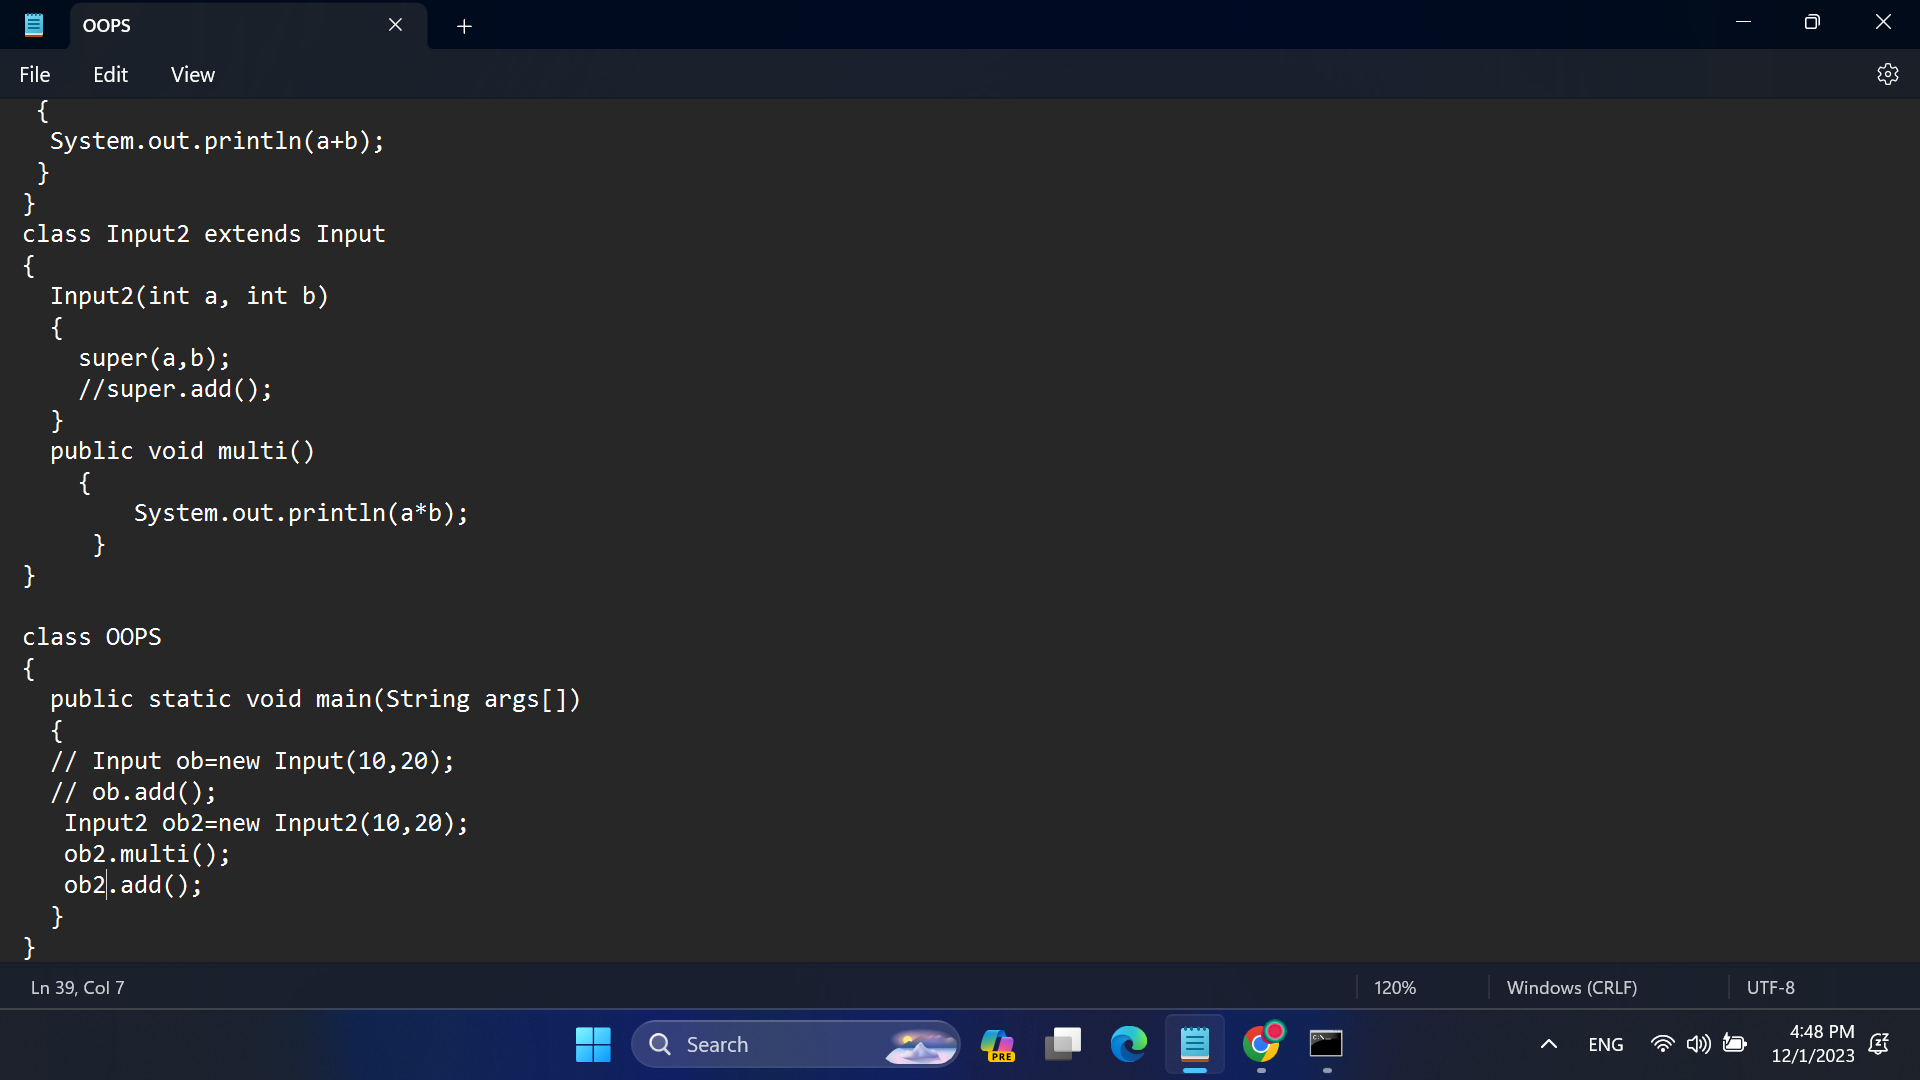 OOPS
File Edit View
{
System.out.println(a+b);
}
}
class Input2 extends Input
{
Input2(int a, int b)
{
super(a,b);
//super.add();
}
public void multi()
{
System.out.println(a*b);
}
}
class OOPS
{
public static void main(String args[])
{
// Input ob=new Input(10,20);
// ob.add();
Input2 ob2=new Input2(10,20);
ob2.multi();
ob2.add();
}
}
Ln 39, Col 7 120% Windows (CRLF) UTF-8
Search PRE ENG 4:48 PM
12/1/2023